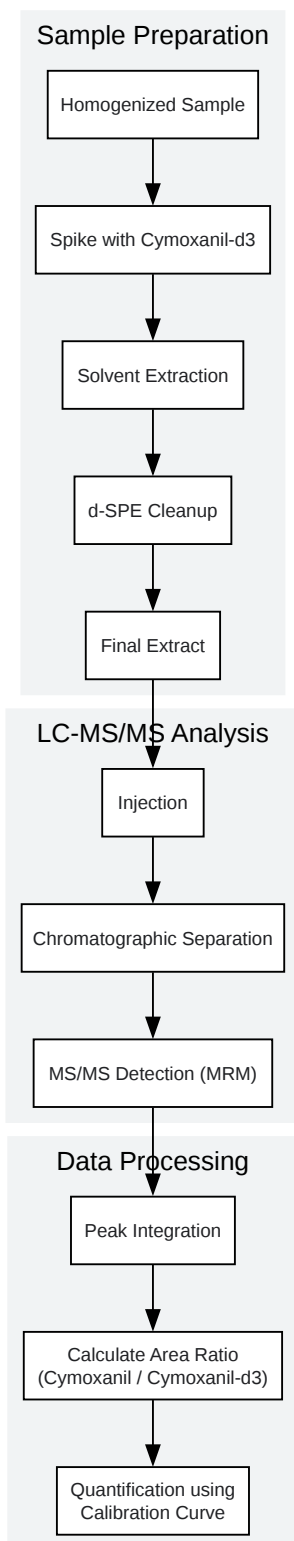 Sample Preparation
Homogenized Sample
Spike with Cymoxanil-d3
Solvent Extraction
d-SPE Cleanup
Final Extract
LC-MS/MS Analysis
Injection
Chromatographic Separation
MS/MS Detection (MRM)
Data Processing
Peak Integration
Calculate Area Ratio
(Cymoxanil / Cymoxanil-d3)
Quantification using
Calibration Curve